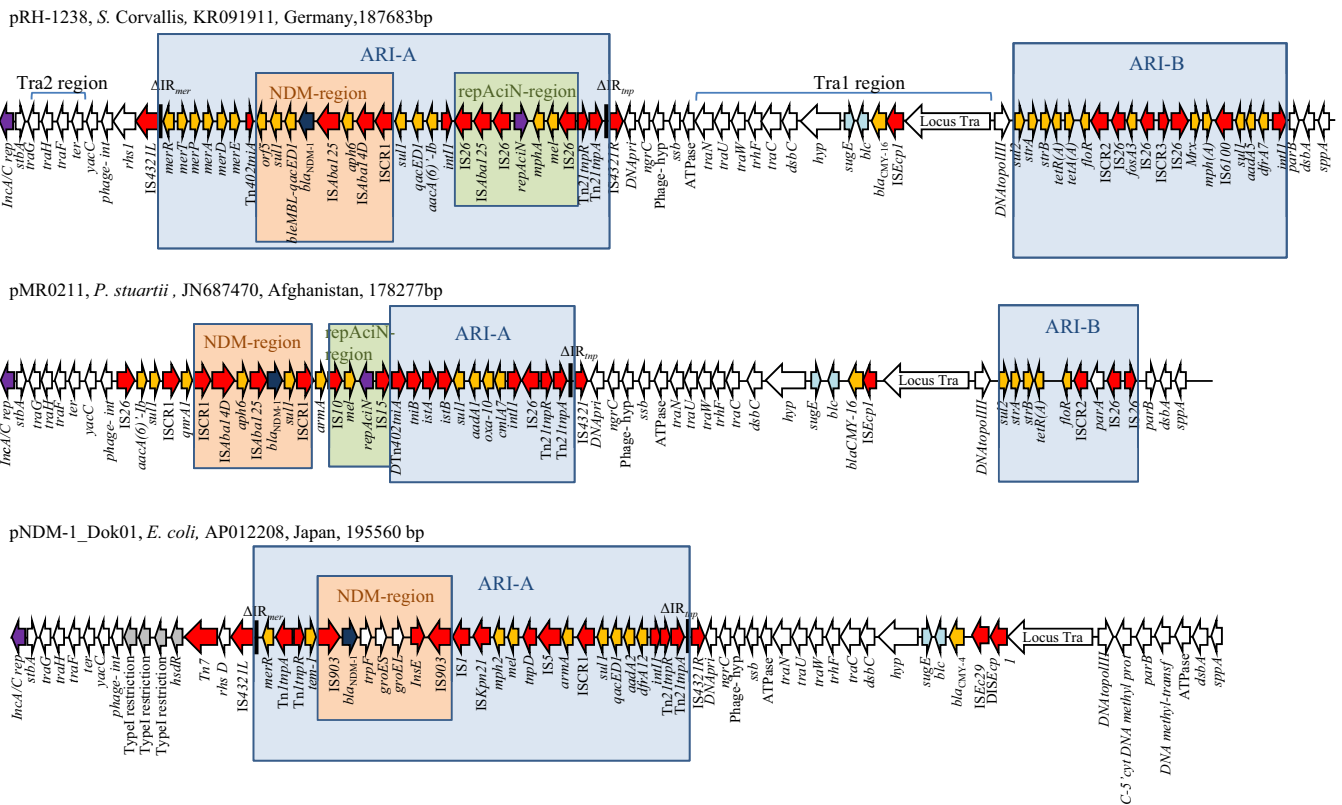 pRH-1238, S. Corvallis, KR091911, Germany,187683bp
ARI-A
ARI-B
Tra2 region
ΔIRmer
NDM-region
repAciN-region
ΔIRtnp
Tra1 region
Locus Tra
IncA/C rep
stbA
traG
traH
traF
ter
yacC
phage- int
rhs1
IS4321L
merR
merT
merP
merA
merD
merE
Tn402tniA
orf5
sul1
bleMBL-qacED1
blaNDM-1
ISAba125
aph6
ISAba14D
ISCR1
sul1
qacED1
aacA(6)'-Ib
intI1
IS26
ISAba125
IS26
repAciN
mphA
mel
IS26
Tn21tnpR
Tn21tnpA
IS4321R
DNApri
ngrC
Phage- hyp
ssb
ATPase
traN
traU
traW
trhF
traC
dsbC
hyp
sugE
blc
blaCMY-16
ISEcp1
DNAtopoIII
sul2
strA
strB
tetR(A)
tetA(A)
floR
ISCR2
IS26
fosA3
IS26
ISCR3
IS26
Mrx
mph(A)
IS6100
sul1
aadA5
dfrA7
intI1
parB
dsbA
sppA
pMR0211, P. stuartii , JN687470, Afghanistan, 178277bp
NDM-region
repAciN-
region
ARI-A
ΔIRtnp
ARI-B
Locus Tra
IncA/C rep
stbA
traG
traH
traF
ter
yacC
phage- int
IS26
aacA(6)'-Ib
sul1
ISCR1
qnrA1
ISCR1
ISAba14D
aph6
ISAba125
blaNDM-1
sul1
ISCR1
armA
IS10
mel
repAciN
IS15
DTn402tniA
tniB
istA
istB
sul1
aadA1
oxa-10
cmlA7
intI1
IS26
Tn21tnpR
Tn21tnpA
IS4321
DNApri
ngrC
Phage- hyp
ssb
ATPase
traN
traU
traW
trhF
traC
dsbC
hyp
sugE
blc
blaCMY-16
ISEcp1
DNAtopoIII
sul2
strA
strB
tetR(A)
floR
ISCR2
parA
IS26
IS26
parB
dsbA
sppA
pNDM-1_Dok01, E. coli, AP012208, Japan, 195560 bp
ARI-A
NDM-region
ΔIRmer
ΔIRtnp
Locus Tra
IncA/C rep
stbA
traG
traH
traF
ter
yacC
phage- int
TypeI restriction
TypeI restriction
TypeI restriction
hsdR
Tn7
rhs D
IS4321L
merR
Tn1tnpA
Tn1tnpR
tem-1
IS903
blaNDM-1
trpF
groES
groEL
InsE
IS903
IS1
ISKpn21
mph2
mel
mpD
IS5
armA
ISCR1
sul1
qacED1
aadA2
dfrA12
intI1
Tn21tnpR
Tn21tnpA
IS4321R
DNApri
ngrC
Phage- hyp
ssb
ATPase
traN
traU
traW
trhF
traC
dsbC
hyp
sugE
blc
blaCMY-4
ISEc29
DISEcp
1
DNAtopoIII
C-5'cyt DNA methyl prot
parB
DNA methyl-transf
ATPase
dsbA
sppA